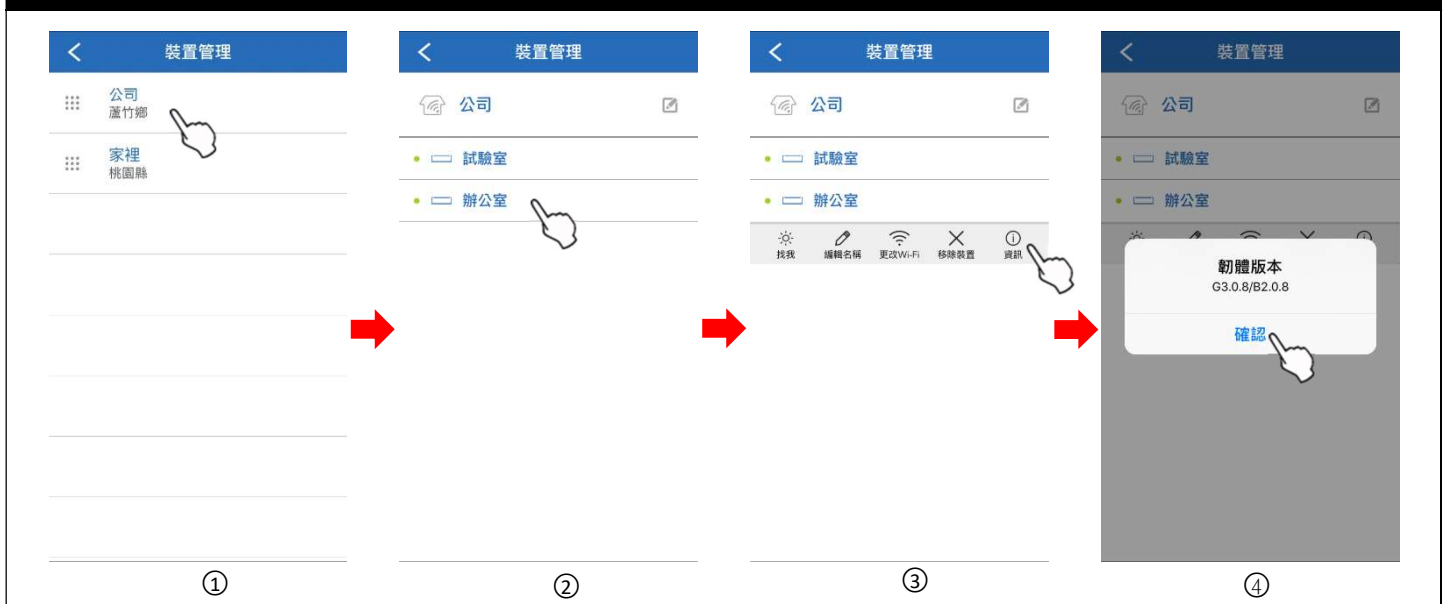 裝置管理
公司
蘆竹鄉
家裡
桃園縣
①
裝置管理
公司
試驗室
辦公室
②
裝置管理
公司
試驗室
辦公室
找我 編輯名稱 更改Wi-Fi 移除裝置 資訊
③
裝置管理
公司
試驗室
辦公室
韌體版本
G3.0.8/B2.0.8
確認
④